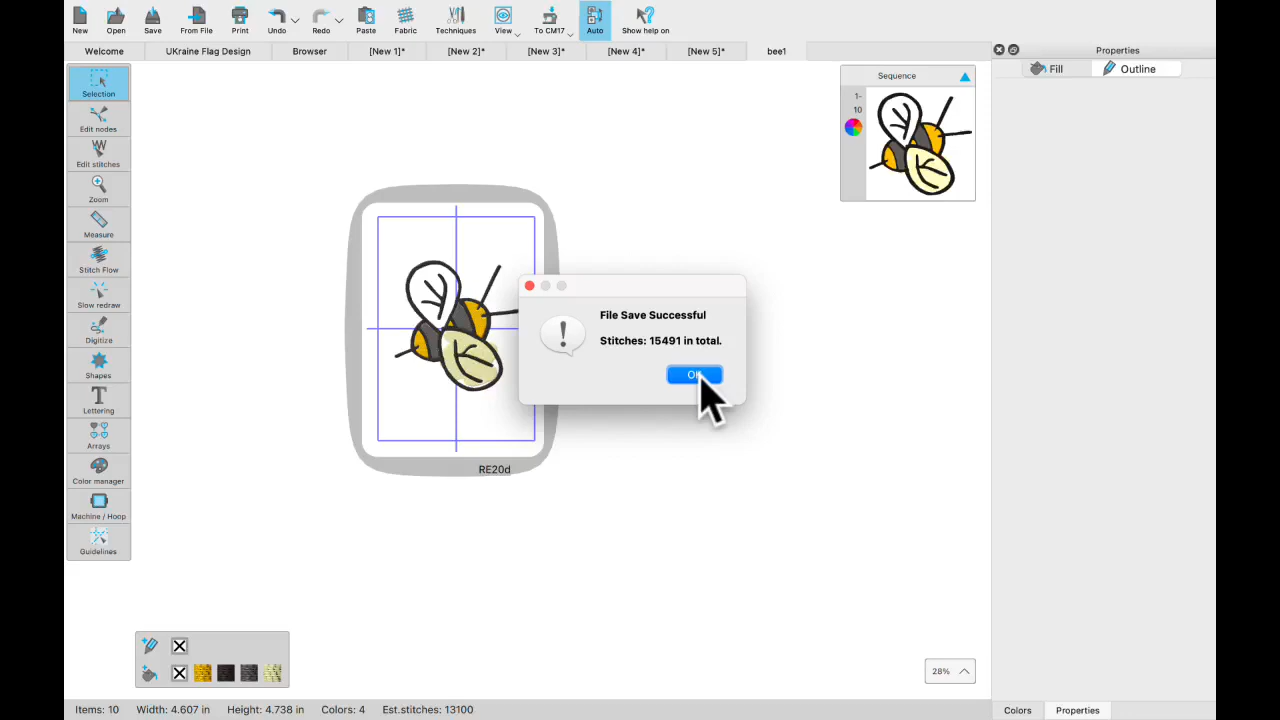 New Open Save From File Print Undo Redo Paste Fabric Techniques View To CM17 Auto Show help on
Welcome UKraine Flag Design Browser [New 1]* [New 2]* [New 3]* [New 4]* [New 5]* bee1
Properties
Fill Outline
Selection
Edit nodes
Edit stitches
Zoom
Measure
Stitch Flow
Slow redraw
Digitize
Shapes
Lettering
Arrays
Color manager
Machine / Hoop
Guidelines
Sequence
1-
10
File Save Successful
Stitches: 15491 in total.
RE20d
28%
Items: 10 Width: 4.607 in Height: 4.738 in Colors: 4 Est.stitches: 13100
Colors Properties